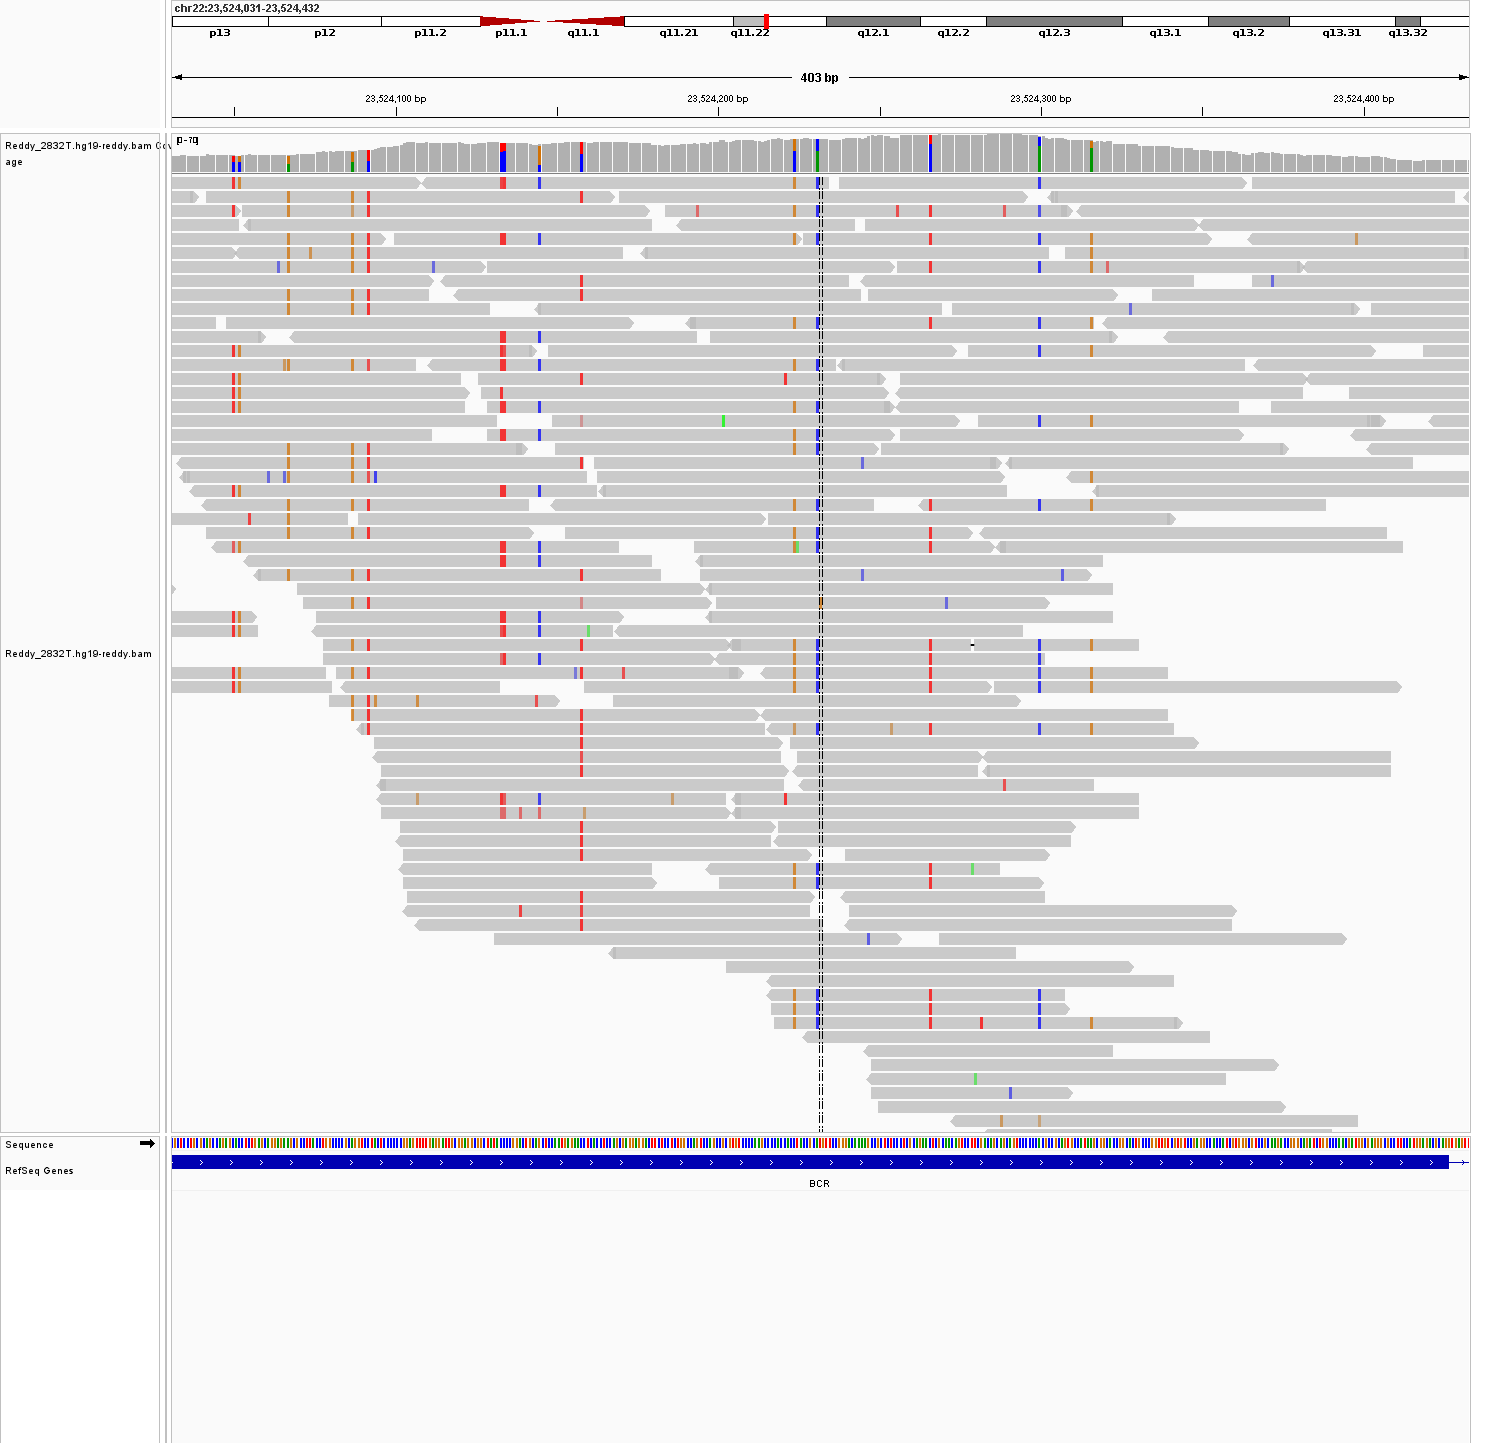 chr22:23,524,031-23,524,432
p13 p12 p11.2 p11.1 q11.1 q11.21 q11.22 q12.1 q12.2 q12.3 q13.1 q13.2 q13.31 q13.32
403 bp
23,524,100 bp 23,524,200 bp 23,524,300 bp 23,524,400 bp
Reddy_2832T.hg19-reddy.bam Cov
age
[0 - 70]
Reddy_2832T.hg19-reddy.bam
Sequence
RefSeq Genes
BCR